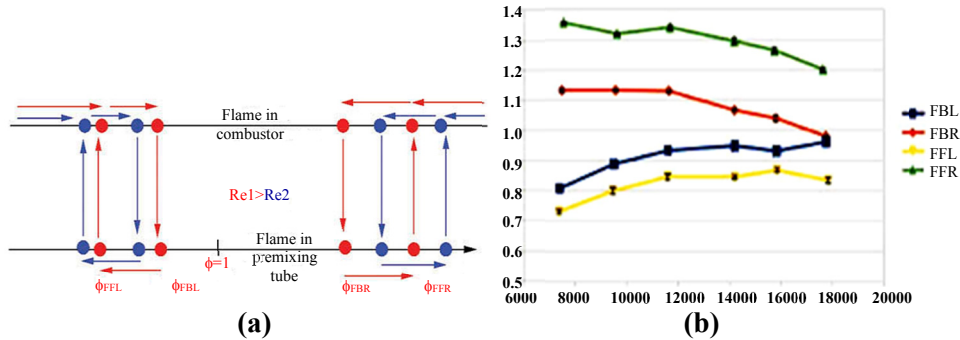 Flame in
combustor
Re1>Re2
ϕ=1
Flame in
premixing
tube
ϕFFL
ϕFBL
ϕFBR
ϕFFR
(a)
1.4
1.3
1.2
1.1
1.0
0.9
0.8
0.7
0.6
0.5
6000 8000 10000 12000 14000 16000 18000 20000
FBL
FBR
FFL
FFR
(b)